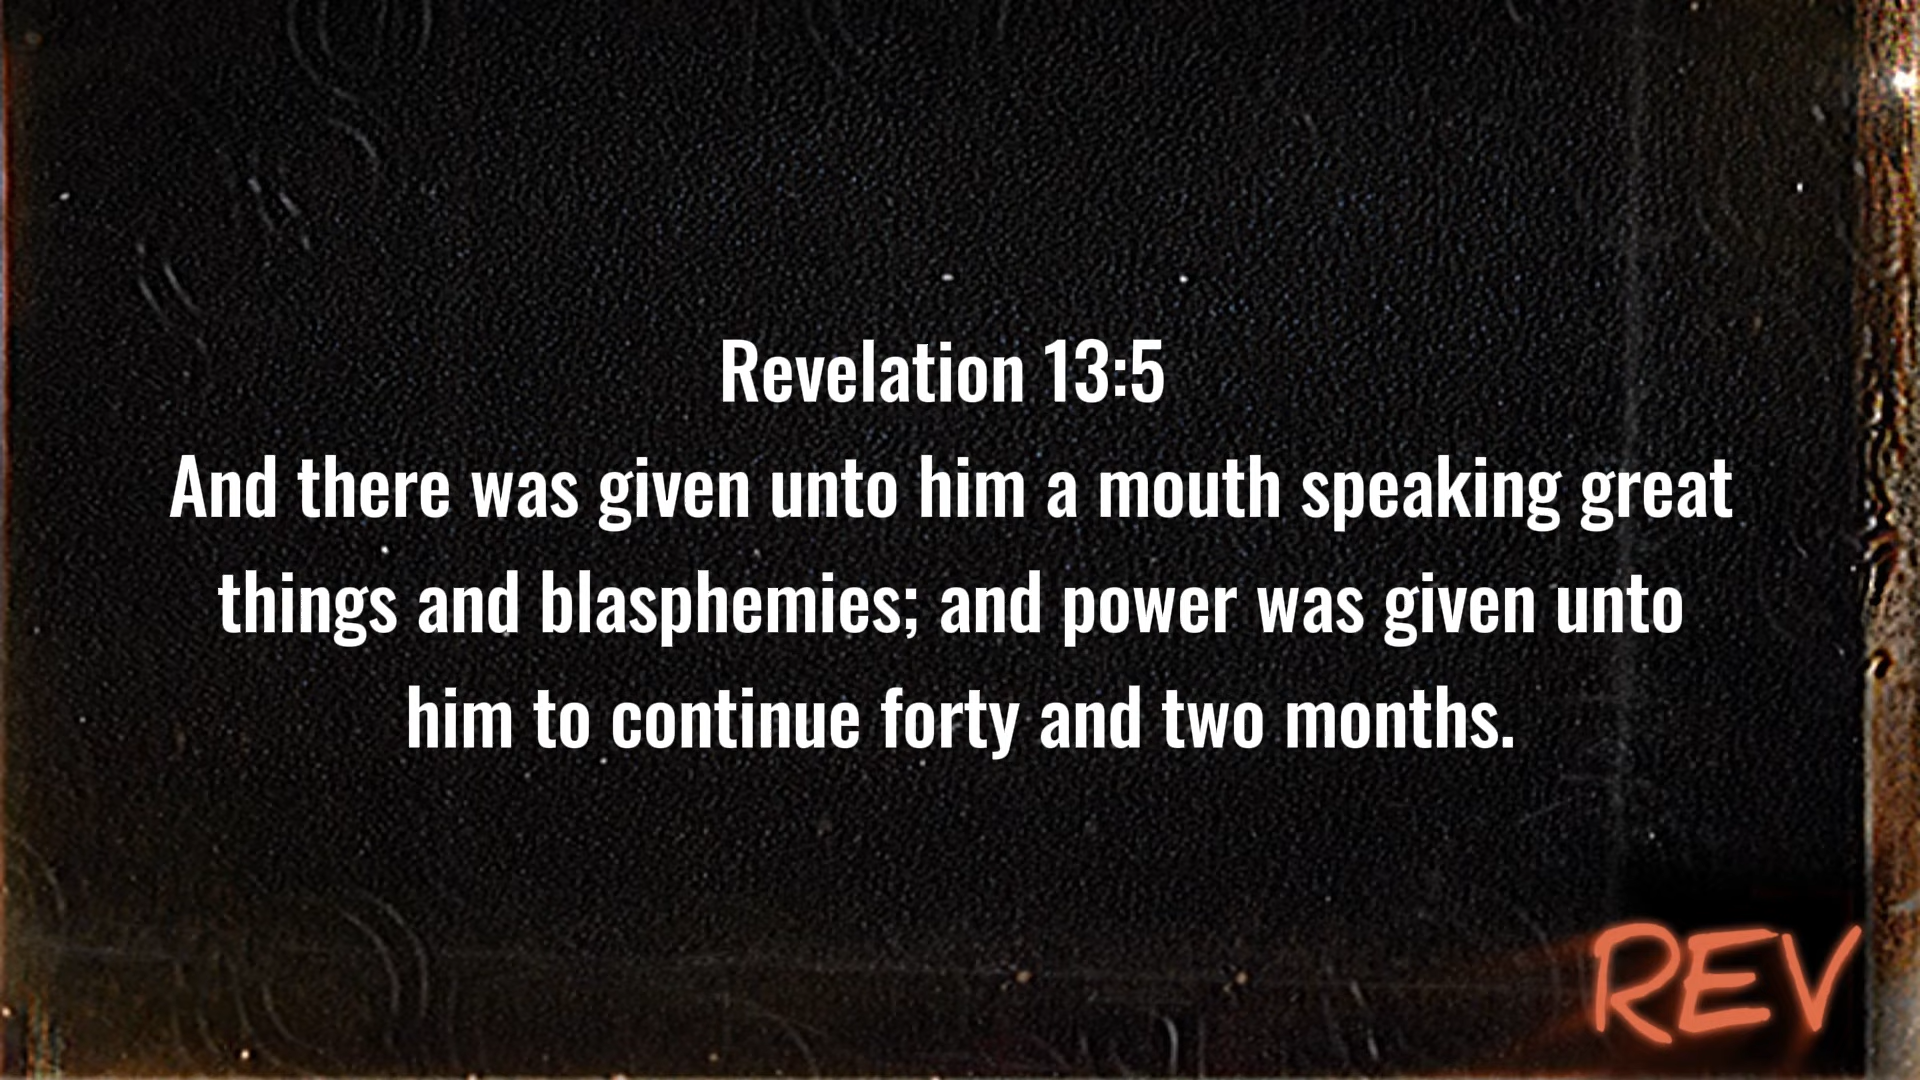 Revelation 13:5
And there was given unto him a mouth speaking great
things and blasphemies; and power was given unto
him to continue forty and two months.
REV